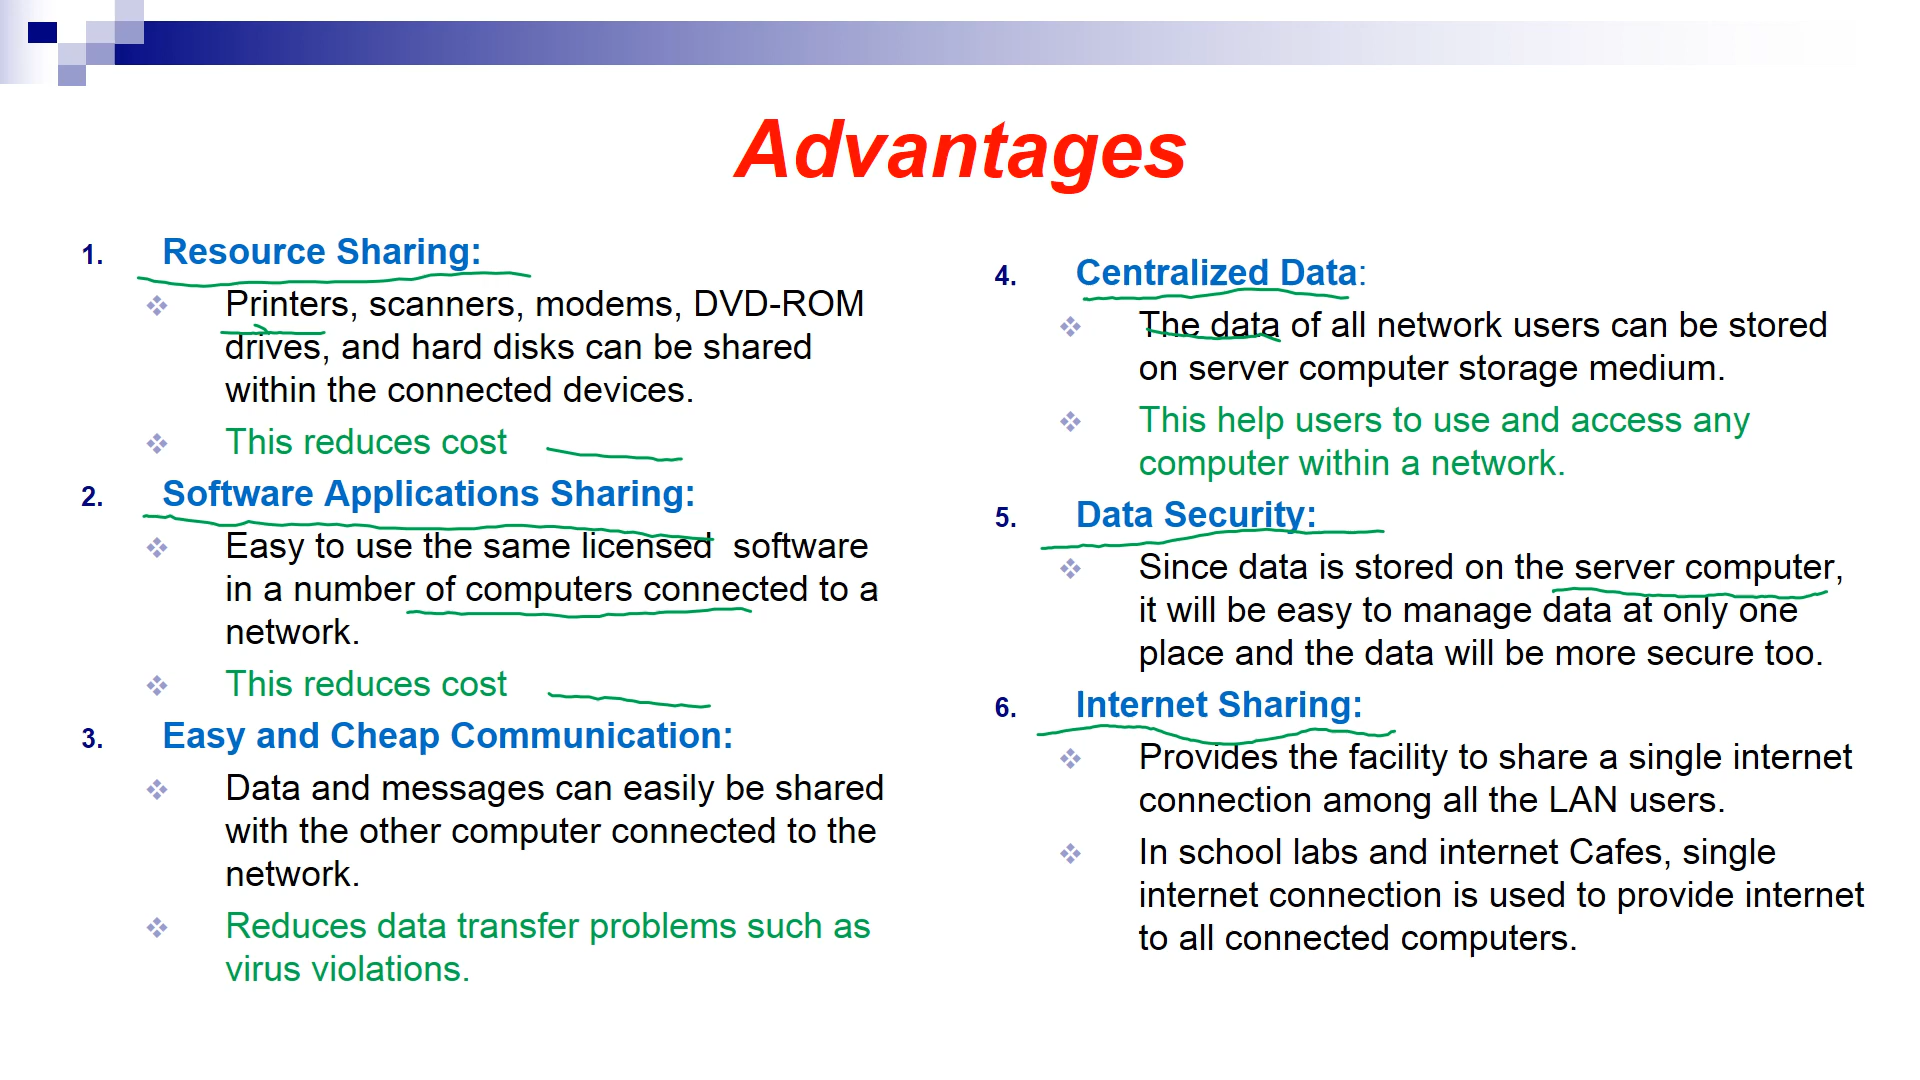 Advantages
1. Resource Sharing:
❖ Printers, scanners, modems, DVD-ROM
drives, and hard disks can be shared
within the connected devices.
❖ This reduces cost
2. Software Applications Sharing:
❖ Easy to use the same licensed software
in a number of computers connected to a
network.
❖ This reduces cost
3. Easy and Cheap Communication:
❖ Data and messages can easily be shared
with the other computer connected to the
network.
❖ Reduces data transfer problems such as
virus violations.
4. Centralized Data:
❖ The data of all network users can be stored
on server computer storage medium.
❖ This help users to use and access any
computer within a network.
5. Data Security:
❖ Since data is stored on the server computer,
it will be easy to manage data at only one
place and the data will be more secure too.
6. Internet Sharing:
❖ Provides the facility to share a single internet
connection among all the LAN users.
❖ In school labs and internet Cafes, single
internet connection is used to provide internet
to all connected computers.